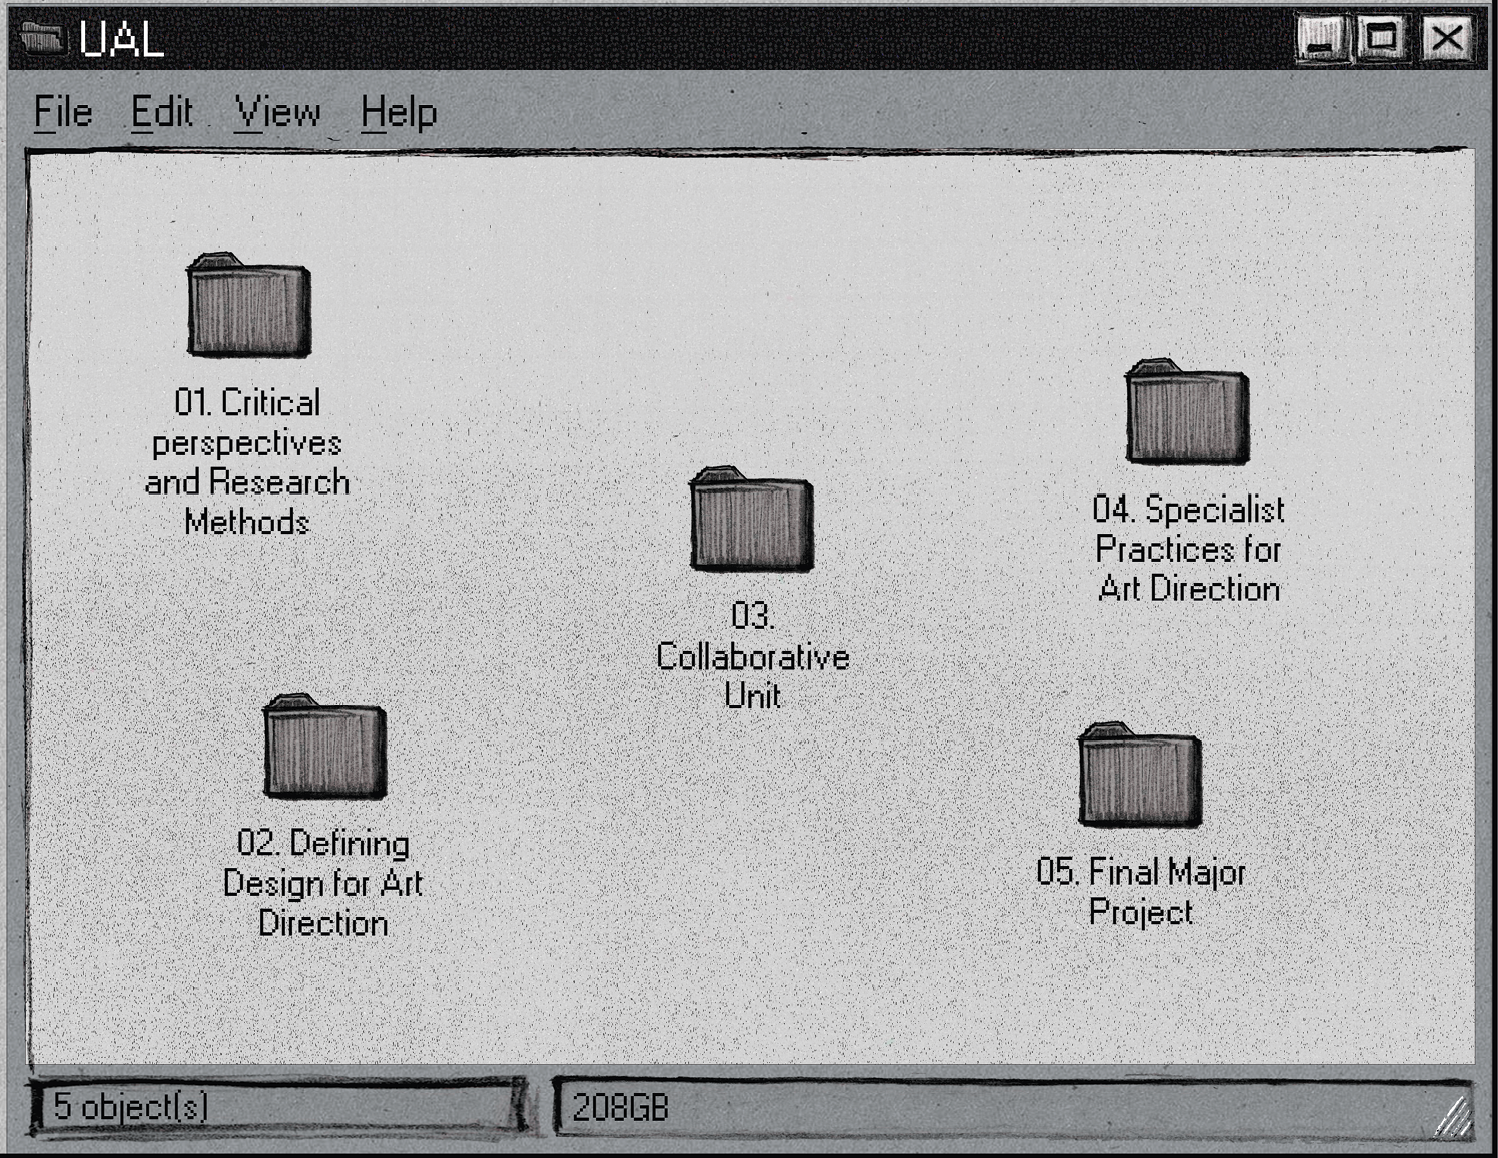 UAL
File Edit View Help
01. Critical
perspectives
and Research
Methods
02. Defining
Design for Art
Direction
03.
Collaborative
Unit
04. Specialist
Practices for
Art Direction
05. Final Major
Project
5 object(s)
208GB